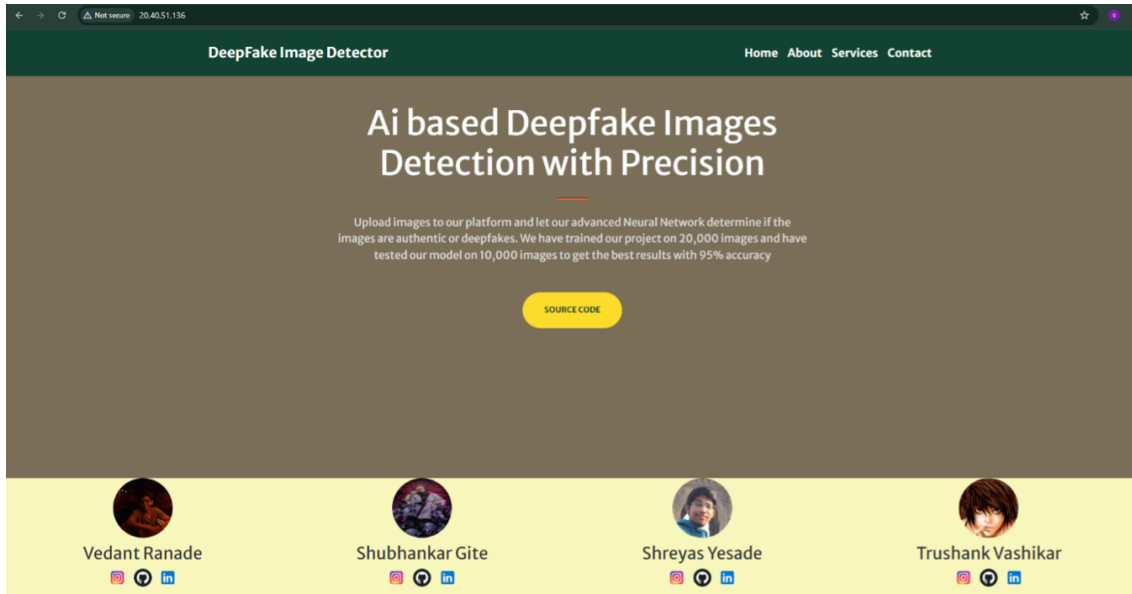 Not secure 20.40.51.136
DeepFake Image Detector
Home About Services Contact
Ai based Deepfake Images
Detection with Precision
Upload images to our platform and let our advanced Neural Network determine if the
images are authentic or deepfakes. We have trained our project on 20,000 images and have
tested our model on 10,000 images to get the best results with 95% accuracy
SOURCE CODE
Vedant Ranade
Shubhankar Gite
Shreyas Yesade
Trushank Vashikar